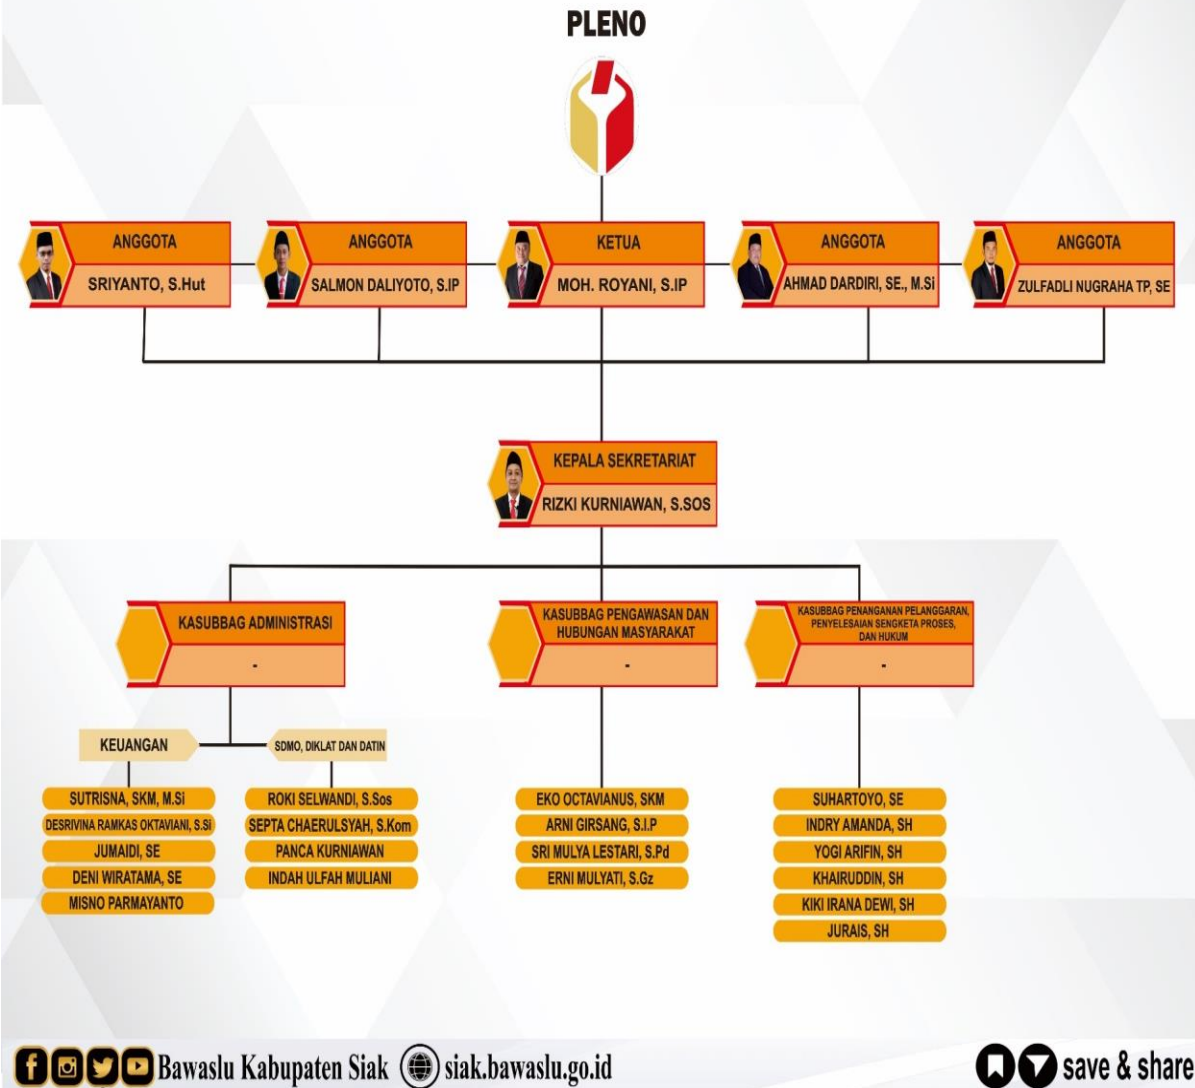 PLENO
ANGGOTA
SRIYANTO, S.Hut
ANGGOTA
SALMON DALIYOTO, S.IP
KETUA
MOH. ROYANI, S.IP
ANGGOTA
AHMAD DARDIRI, SE., M.Si
ANGGOTA
ZULFADLI NUGRAHA TP, SE
KEPALA SEKRETARIAT
RIZKI KURNIAWAN, S.SOS
KASUBBAG ADMINISTRASI
-
KASUBBAG PENGAWASAN DAN
HUBUNGAN MASYARAKAT
-
KASUBBAG PENANGANAN PELANGGARAN,
PENYELESAIAN SENGKETA PROSES,
DAN HUKUM
-
KEUANGAN
SUTRISNA, SKM, M.Si
DESRIVINA RAMKAS OKTAVIANI, S.Si
JUMAIDI, SE
DENI WIRATAMA, SE
MISNO PARMAYANTO
SDMO, DIKLAT DAN DATIN
ROKI SELWANDI, S.Sos
SEPTA CHAERULSYAH, S.Kom
PANCA KURNIAWAN
INDAH ULFAH MULIANI
EKO OCTAVIANUS, SKM
ARNI GIRSANG, S.I.P
SRI MULYA LESTARI, S.Pd
ERNI MULYATI, S.Gz
SUHARTOYO, SE
INDRY AMANDA, SH
YOGI ARIFIN, SH
KHAIRUDDIN, SH
KIKI IRANA DEWI, SH
JURAIS, SH
Bawaslu Kabupaten Siak siak.bawaslu.go.id save & share